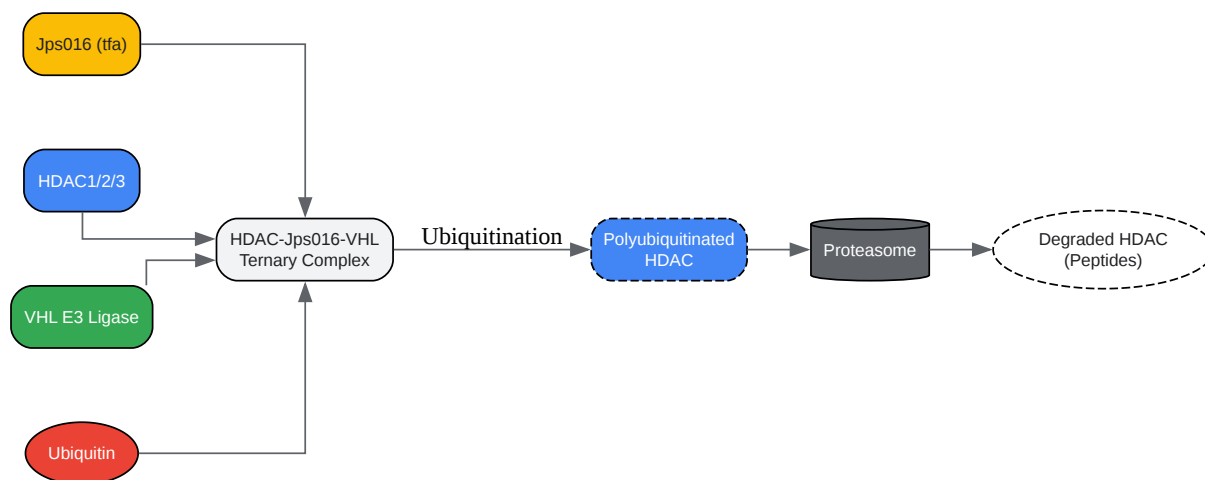 Jps016 (tfa)
HDAC1/2/3
HDAC-Jps016-VHL
Ternary Complex
Ubiquitination
Polyubiquitinated
HDAC
Proteasome
Degraded HDAC
(Peptides)
VHL E3 Ligase
Ubiquitin